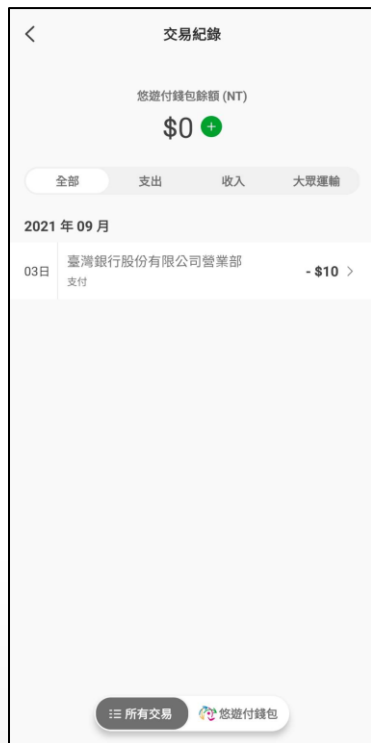 交易紀錄
悠遊付錢包餘額 (NT)
$0
全部 支出 收入 大眾運輸
2021 年 09 月
03日 臺灣銀行股份有限公司營業部 - $10
支付
所有交易 悠遊付錢包